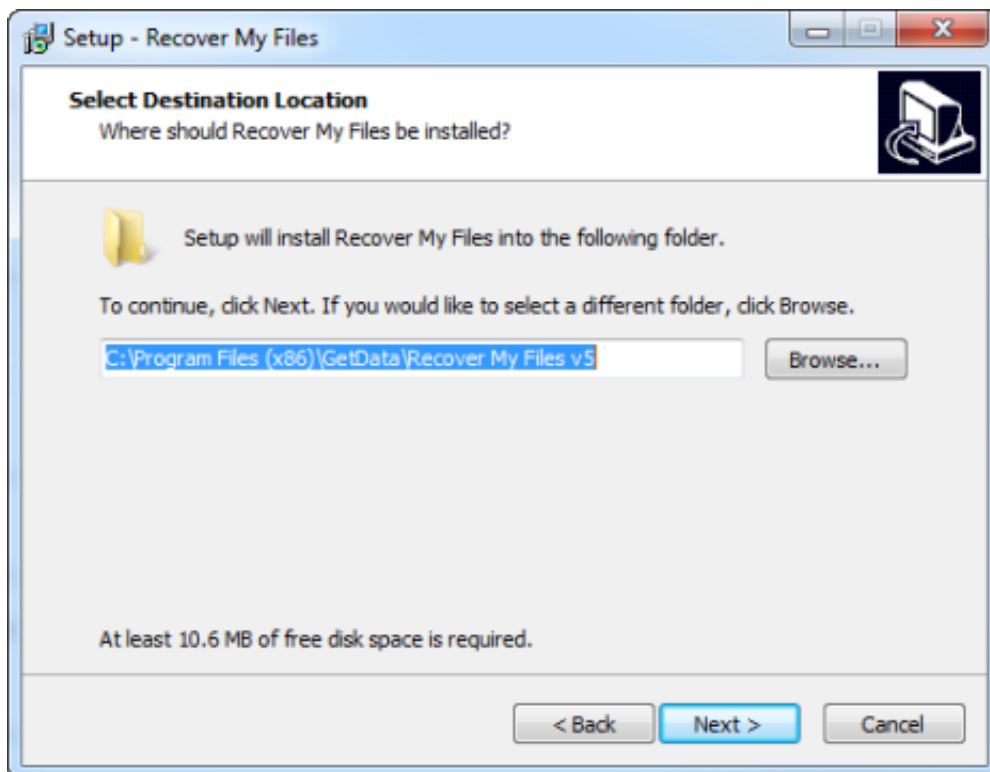 Setup - Recover My Files
Select Destination Location
Where should Recover My Files be installed?
Setup will install Recover My Files into the following folder.
To continue, click Next. If you would like to select a different folder, click Browse.
C:\Program Files (x86)\GetData\Recover My Files v5
Browse...
At least 10.6 MB of free disk space is required.
< Back Next > Cancel